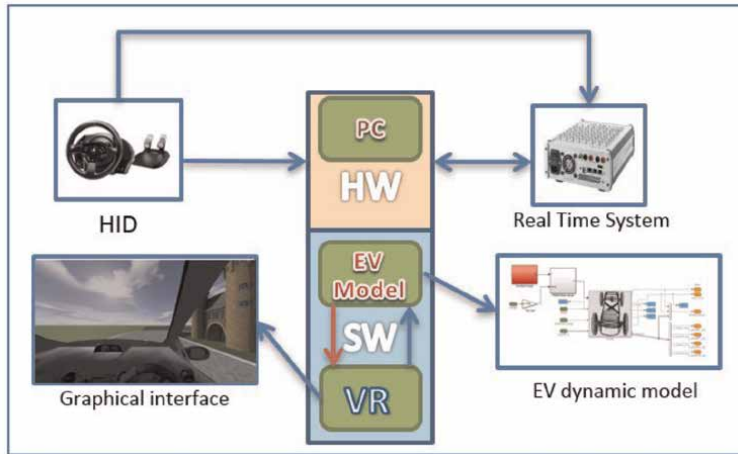 PC
HW
HID
Real Time System
EV
Model
SW
VR
Graphical interface
EV dynamic model